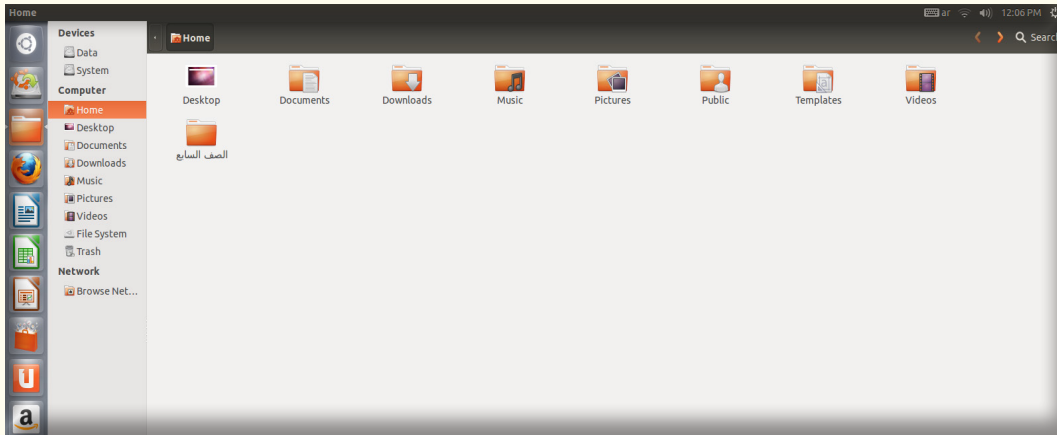 Home
ar
12:06 PM
Devices
Data
System
Computer
Home
Desktop
Documents
Downloads
Music
Pictures
Videos
File System
Trash
Network
Browse Net...
Home
Search
Desktop
Documents
Downloads
Music
Pictures
Public
Templates
Videos
الصف السابع